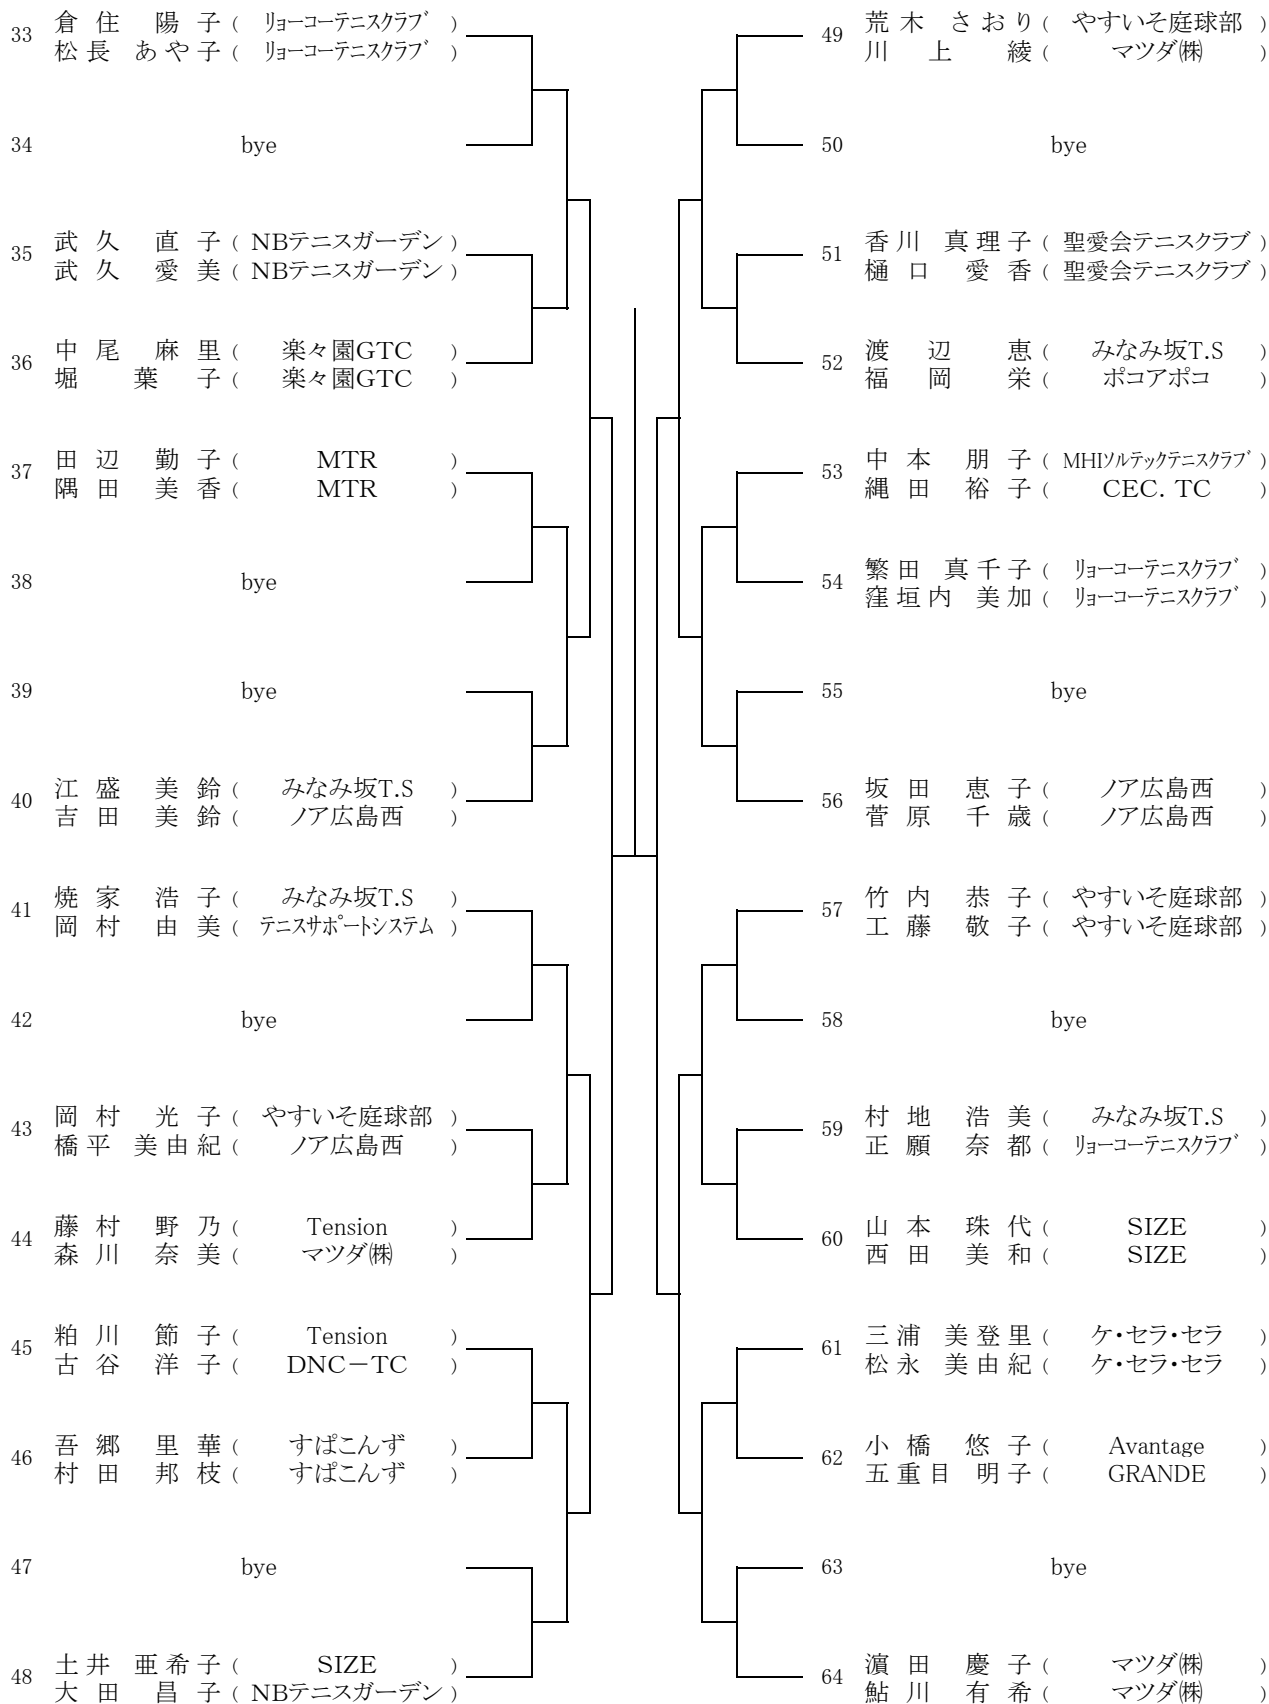 33 倉住 陽子 ( リョーコーテニスクラブ )
松長 あや子 ( リョーコーテニスクラブ )
34 bye
35 武久 直子 ( NBテニスガーデン )
武久 愛美 ( NBテニスガーデン )
36 中尾 麻里 ( 楽々園GTC )
堀 葉子 ( 楽々園GTC )
37 田辺 勤子 ( MTR )
隅田 美香 ( MTR )
38 bye
39 bye
40 江盛 美鈴 ( みなみ坂T.S )
吉田 美鈴 ( ノア広島西 )
41 焼家 浩子 ( みなみ坂T.S )
岡村 由美 ( テニスサポートシステム )
42 bye
43 岡村 光子 ( やすいそ庭球部 )
橋平 美由紀 ( ノア広島西 )
44 藤村 野乃 ( Tension )
森川 奈美 ( マツダ㈱ )
45 粕川 節子 ( Tension )
古谷 洋子 ( DNC－TC )
46 吾郷 里華 ( すぱこんず )
村田 邦枝 ( すぱこんず )
47 bye
48 土井 亜希子 ( SIZE )
大田 昌子 ( NBテニスガーデン )
49 荒木 さおり ( やすいそ庭球部 )
川上 綾 ( マツダ㈱ )
50 bye
51 香川 真理子 ( 聖愛会テニスクラブ )
樋口 愛香 ( 聖愛会テニスクラブ )
52 渡辺 恵 ( みなみ坂T.S )
福岡 栄 ( ポコアポコ )
53 中本 朋子 ( MHIソルテックテニスクラブ )
縄田 裕子 ( CEC. TC )
54 繁田 真千子 ( リョーコーテニスクラブ )
窪垣内 美加 ( リョーコーテニスクラブ )
55 bye
56 坂田 恵子 ( ノア広島西 )
菅原 千歳 ( ノア広島西 )
57 竹内 恭子 ( やすいそ庭球部 )
工藤 敬子 ( やすいそ庭球部 )
58 bye
59 村地 浩美 ( みなみ坂T.S )
正願 奈都 ( リョーコーテニスクラブ )
60 山本 珠代 ( SIZE )
西田 美和 ( SIZE )
61 三浦 美登里 ( ケ・セラ・セラ )
松永 美由紀 ( ケ・セラ・セラ )
62 小橋 悠子 ( Avantage )
五重目 明子 ( GRANDE )
63 bye
64 濵田 慶子 ( マツダ㈱ )
鮎川 有希 ( マツダ㈱ )